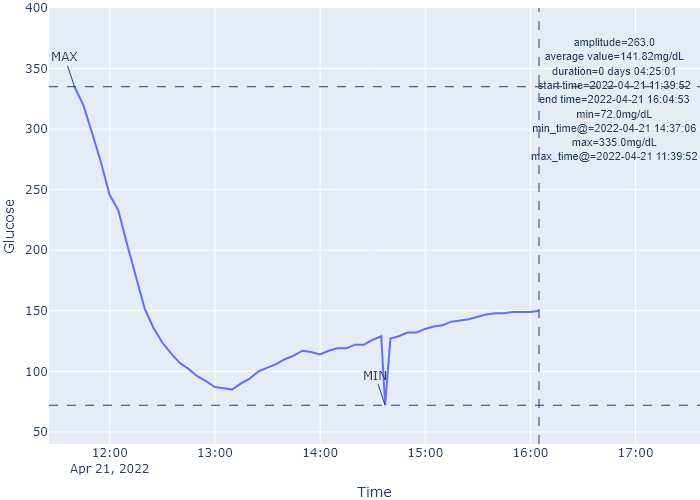 400
350
300
250
200
150
100
50
Glucose
MAX
MIN
amplitude=263.0
average value=141.82mg/dL
duration=0 days 04:25:01
start time=2022-04-21 11:39:52
end time=2022-04-21 16:04:53
min=72.0mg/dL
min_time@=2022-04-21 14:37:06
max=335.0mg/dL
max_time@=2022-04-21 11:39:52
12:00 13:00 14:00 15:00 16:00 17:00
Apr 21, 2022
Time